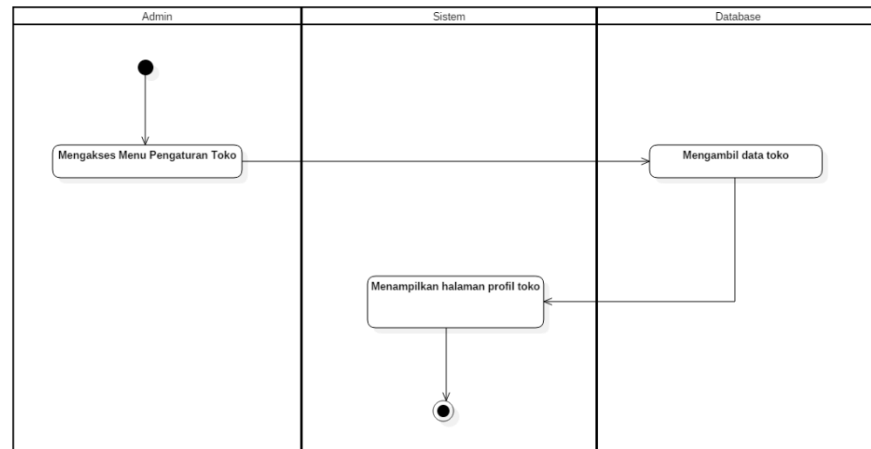 Admin
Sistem
Database
Mengakses Menu Pengaturan Toko
Mengambil data toko
Menampilkan halaman profil toko